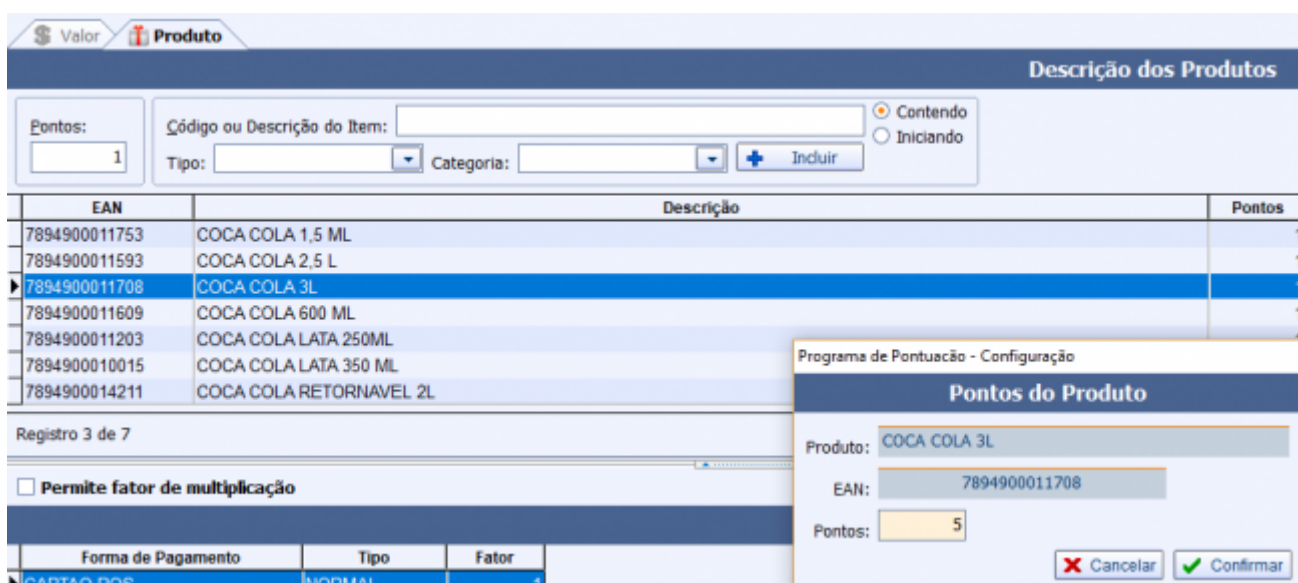 Valor Produto
Descrição dos Produtos
Pontos: 1
Código ou Descrição do Item: Contendo
Iniciando
Tipo: Categoria: Incluir
EAN Descrição Pontos
7894900011753 COCA COLA 1,5 ML
7894900011593 COCA COLA 2,5 L
7894900011708 COCA COLA 3L
7894900011609 COCA COLA 600 ML
7894900011203 COCA COLA LATA 250ML
7894900010015 COCA COLA LATA 350 ML
7894900014211 COCA COLA RETORNAVEL 2L
Registro 3 de 7
Permite fator de multiplicação
Forma de Pagamento Tipo Fator
CARTAO POS NORMAL 1
Programa de Pontuacão - Configuração
Pontos do Produto
Produto: COCA COLA 3L
EAN: 7894900011708
Pontos: 5
Cancelar Confirmar